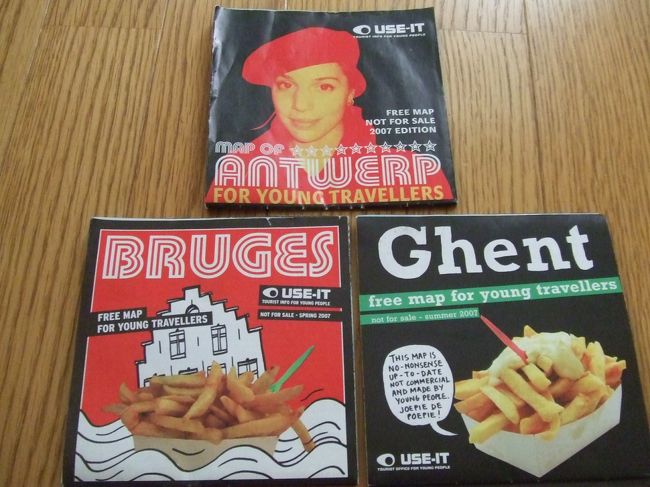 USE-IT
TOURIST INFO FOR YOUNG PEOPLE
FREE MAP
NOT FOR SALE
2007 EDITION
MAP OF
ANTWERP
FOR YOUNG TRAVELLERS
BRUGES
USE-IT
TOURIST INFO FOR YOUNG PEOPLE
FREE MAP
FOR YOUNG TRAVELLERS
NOT FOR SALE - SPRING 2007
Ghent
free map for young travellers
not for sale - summer 2007
THIS MAP IS
NO-NONSENSE
UP-TO-DATE
NOT COMMERCIAL
AND MADE BY
YOUNG PEOPLE.
JOEPIE DE
POEPIE!
USE-IT
TOURIST OFFICE FOR YOUNG PEOPLE